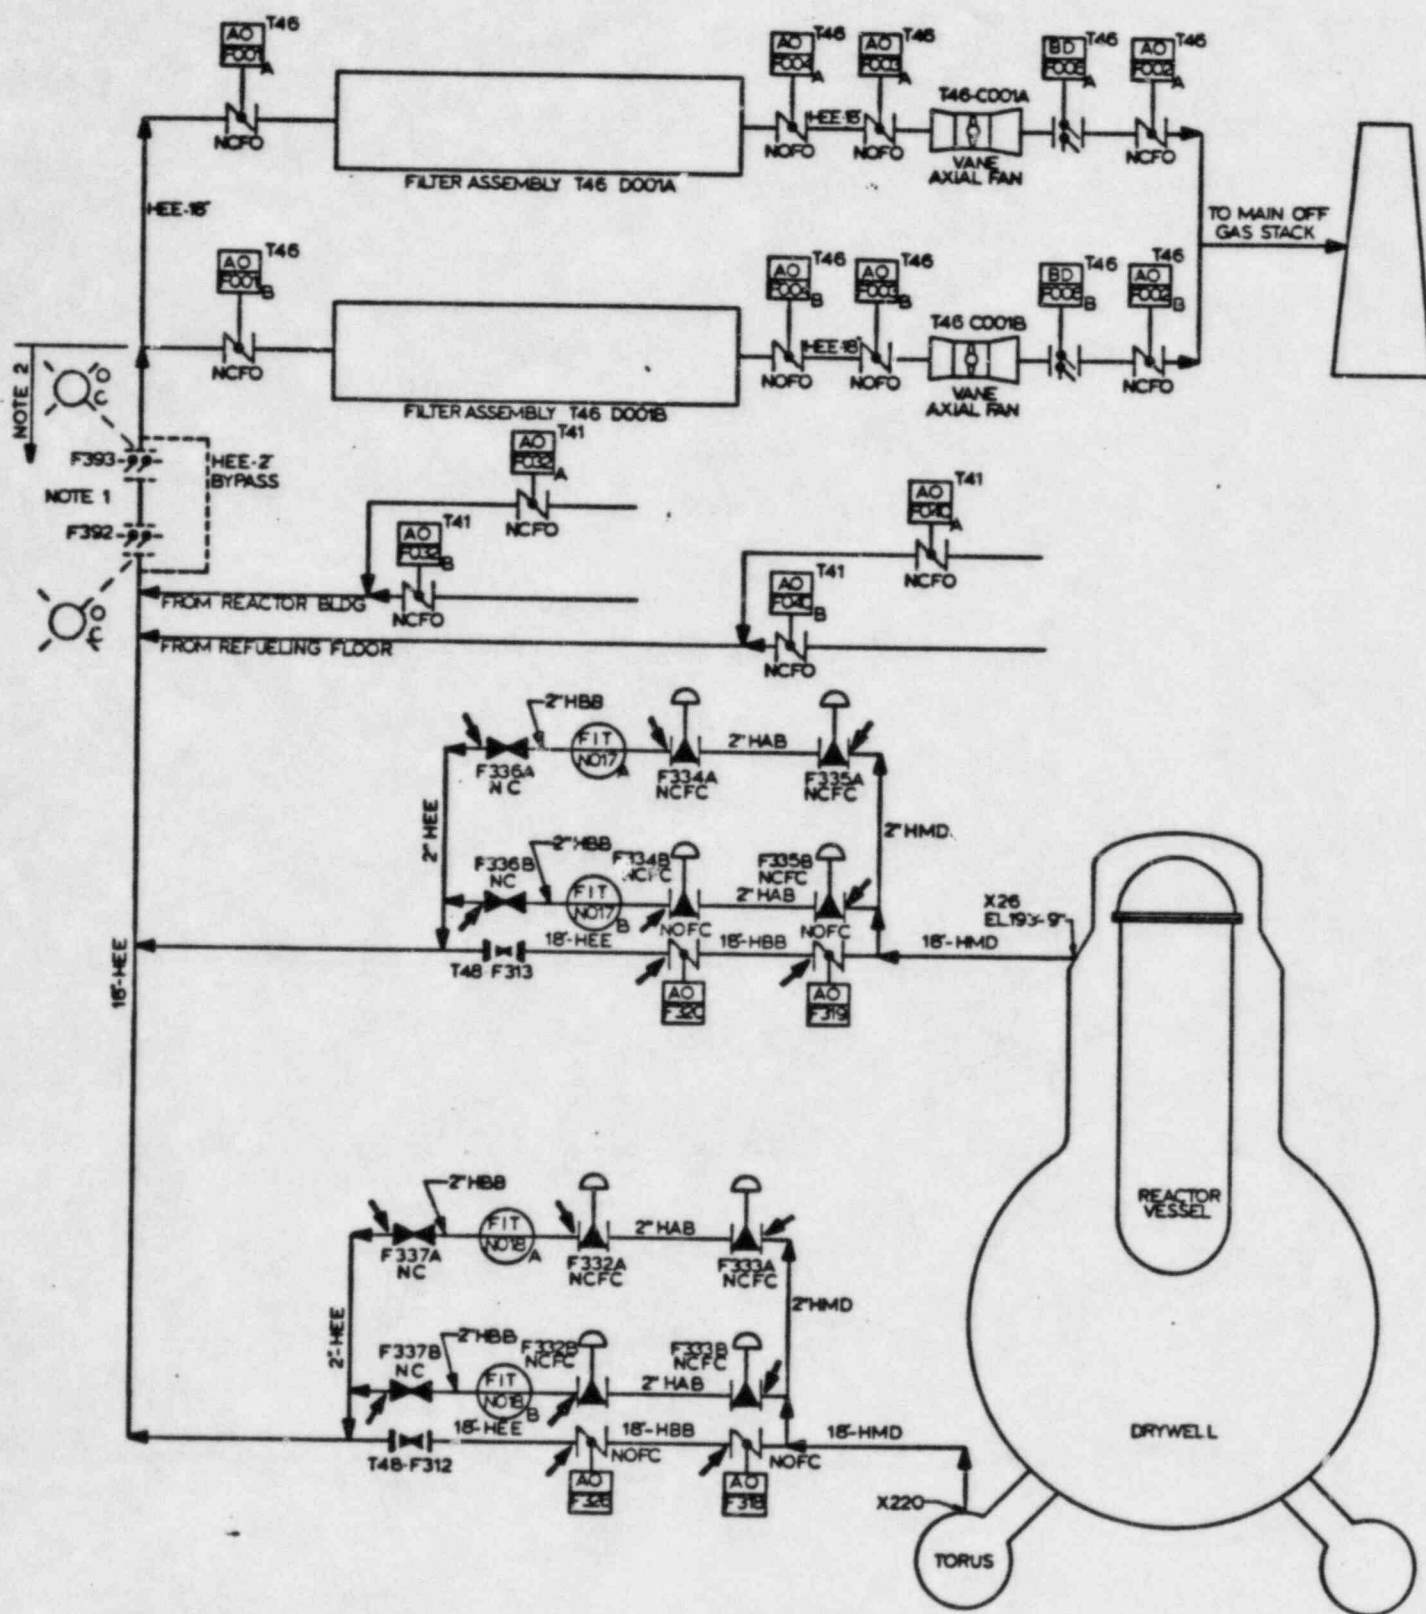 T46
AO
F001
A
NCFO
FILTER ASSEMBLY T46 D001A
T46
AO
F004
A
NOFO
HEE-18"
T46
AO
F003
A
NOFO
T46-C001A
VANE
AXIAL FAN
T46
BD
A
T46
AO
F002
A
NCFO
TO MAIN OFF
GAS STACK
HEE-18"
T46
AO
F001
B
NCFO
FILTER ASSEMBLY T46 D001B
T46
AO
F004
B
NOFO
HEE-18"
T46
AO
F003
B
NOFO
T46 C001B
VANE
AXIAL FAN
T46
BD
B
T46
AO
F002
B
NCFO
NOTE 2
O
C
F393
NOTE 1
F392
HEE-2"
BYPASS
O
C
T41
AO
F032
A
NCFO
T41
AO
F032
B
NCFO
FROM REACTOR BLDG
T41
AO
F040
A
NCFO
T41
AO
F040
B
NCFO
FROM REFUELING FLOOR
2" HBB
FIT
N017
A
F336A
NC
F334A
NCFC
2" HAB
F335A
NCFC
2" HEE
2" HMD
F336B
NC
2" HBB
FIT
N017
B
F334B
NCFC
2" HAB
F335B
NCFC
NOFC
NOFC
18"-HEE
18"-HBB
18"-HMD
T48-F313
AO
F320
AO
F319
X26
18"-HEE
REACTOR
VESSEL
DRYWELL
2" HBB
FIT
N018
A
F337A
NC
F332A
NCFC
2" HAB
F333A
NCFC
2"-HEE
2" HMD
F337B
NC
2" HBB
FIT
N018
B
F332B
NCFC
2" HAB
F333B
NCFC
18"-HEE
18"-HBB
18"-HMD
T48-F312
NOFC
NOFC
AO
F326
AO
F318
X220
TORUS